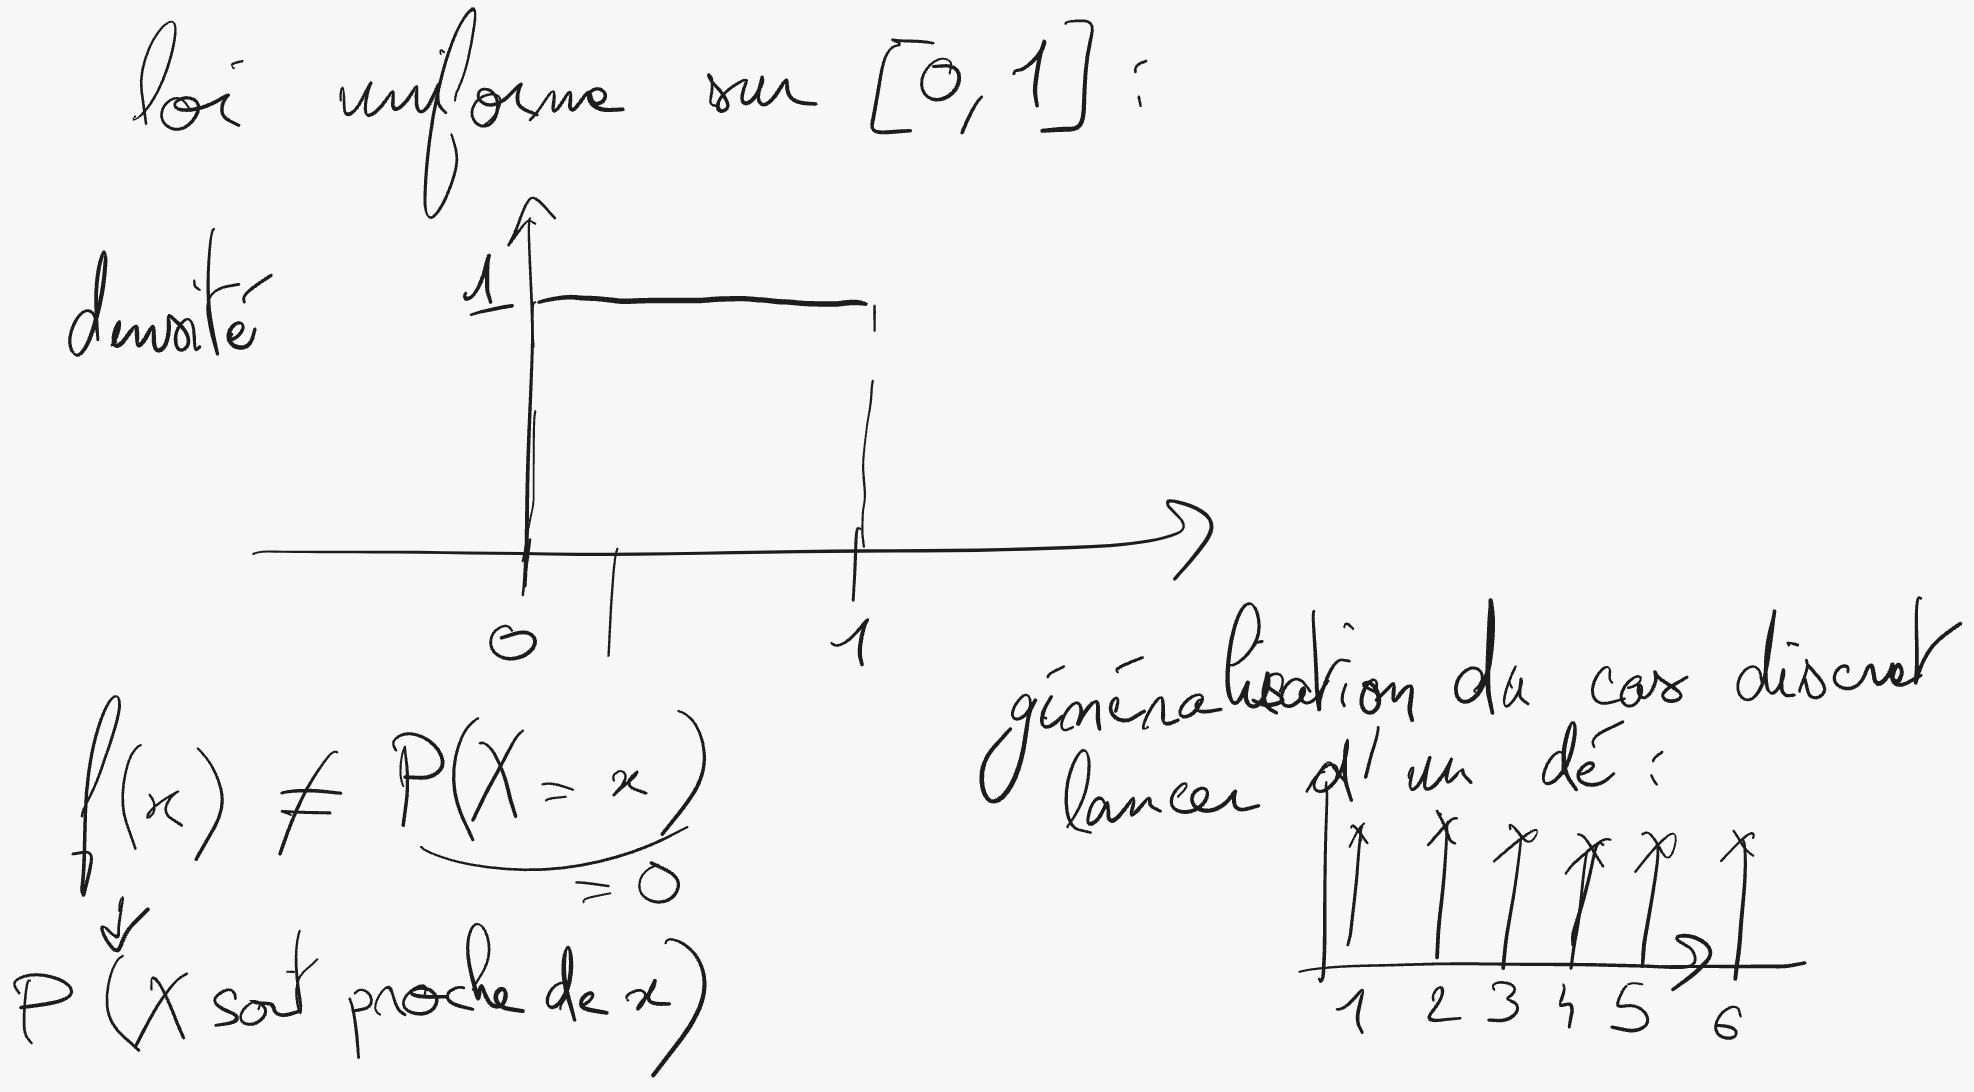 loi uniforme sur [0, 1] :
densité
1
0 1
généralisation du cas discret
lancer d'un dé :
f(x) ≠ P(X = x)
= 0
↓
P(X soit proche de x)
1 2 3 4 5 6